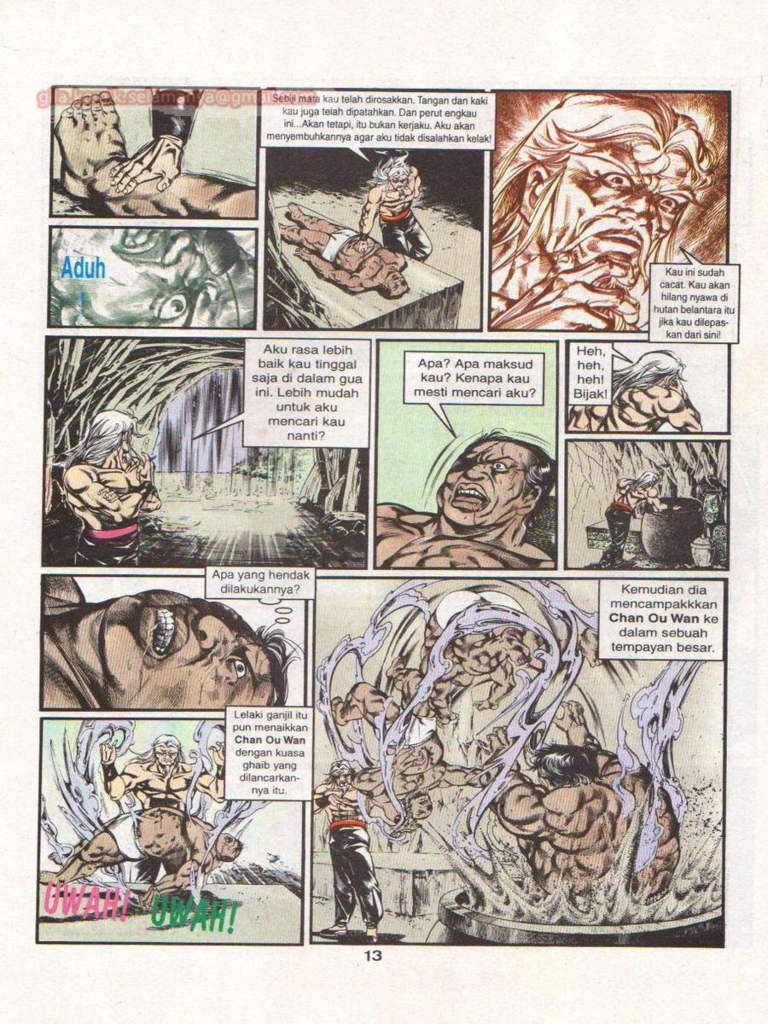 Sebiji mata kau telah dirosakkan. Tangan dan kaki
kau juga telah dipatahkan. Dan perut engkau
ini...Akan tetapi, itu bukan kerjaku. Aku akan
menyembuhkannya agar aku tidak disalahkan kelak!
Aduh
!
Kau ini sudah
cacat. Kau akan
hilang nyawa di
hutan belantara itu
jika kau dilepas-
kan dari sini!
Aku rasa lebih
baik kau tinggal
saja di dalam gua
ini. Lebih mudah
untuk aku
mencari kau
nanti?
Apa? Apa maksud
kau? Kenapa kau
mesti mencari aku?
Heh,
heh,
heh!
Bijak!
Apa yang hendak
dilakukannya?
Lelaki ganjil itu
pun menaikkan
Chan Ou Wan
dengan kuasa
ghaib yang
dilancarkan-
nya itu.
UWAH! UWAH!
Kemudian dia
mencampakkkan
Chan Ou Wan ke
dalam sebuah
tempayan besar.
13